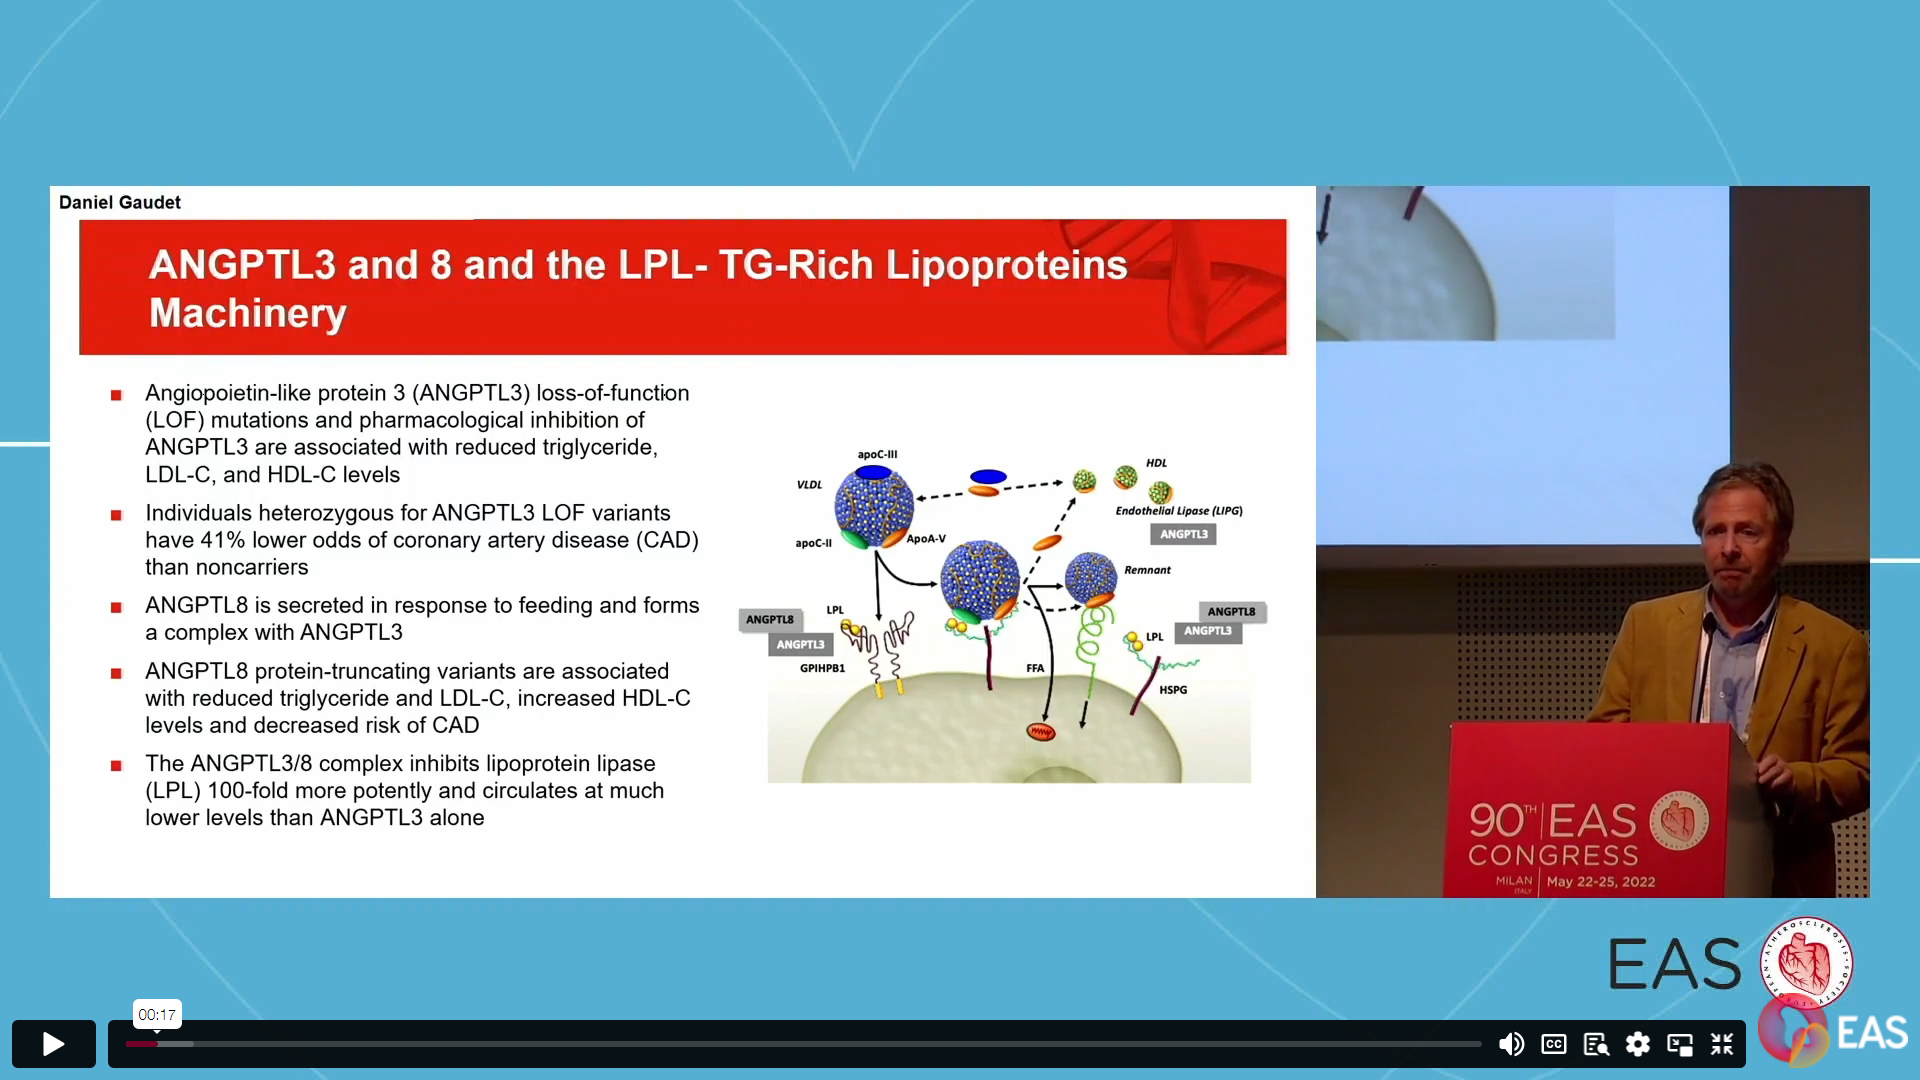 Daniel Gaudet
ANGPTL3 and 8 and the LPL- TG-Rich Lipoproteins
Machinery
Angiopoietin-like protein 3 (ANGPTL3) loss-of-function
(LOF) mutations and pharmacological inhibition of
ANGPTL3 are associated with reduced triglyceride,
LDL-C, and HDL-C levels
Individuals heterozygous for ANGPTL3 LOF variants
have 41% lower odds of coronary artery disease (CAD)
than noncarriers
ANGPTL8 is secreted in response to feeding and forms
a complex with ANGPTL3
ANGPTL8 protein-truncating variants are associated
with reduced triglyceride and LDL-C, increased HDL-C
levels and decreased risk of CAD
The ANGPTL3/8 complex inhibits lipoprotein lipase
(LPL) 100-fold more potently and circulates at much
lower levels than ANGPTL3 alone
apoC-III
VLDL
HDL
Endothelial Lipase (LIPG)
ANGPTL3
apoC-II
ApoA-V
Remnant
LPL
ANGPTL8
ANGPTL3
GPIHPB1
FFA
ANGPTL8
ANGPTL3
LPL
HSPG
90TH EAS
CONGRESS
MILAN
ITALY
May 22-25, 2022
EAS
EUROPEAN ATHEROSCLEROSIS SOCIETY
00:17
CC
EAS